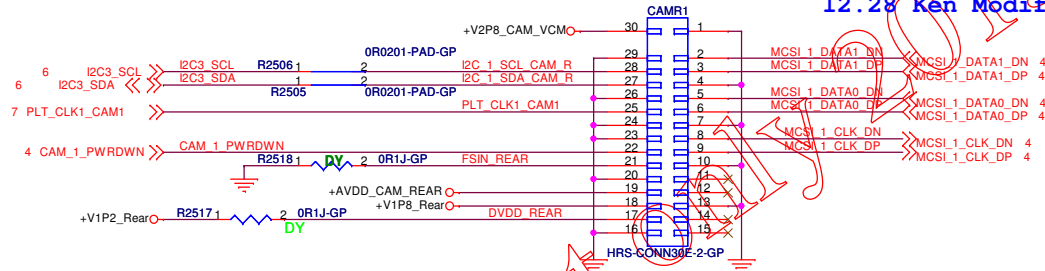 12.28 Ken Modif
CAMR1
+V2P8_CAM_VCM 30 1
0R0201-PAD-GP 29 2 MCSI_1_DATA1_DN MCSI_1_DATA1_DN 4
6 I2C3_SCL R2506 1 2 I2C_1_SCL_CAM_R 28 3 MCSI_1_DATA1_DP MCSI_1_DATA1_DP 4
6 I2C3_SDA R2505 1 2 I2C_1_SDA_CAM_R 27 4
0R0201-PAD-GP 26 5 MCSI_1_DATA0_DN MCSI_1_DATA0_DN 4
7 PLT_CLK1_CAM1 PLT_CLK1_CAM1 25 6 MCSI_1_DATA0_DP MCSI_1_DATA0_DP 4
24 7
23 8 MCSI_1_CLK_DN MCSI_1_CLK_DN 4
4 CAM_1_PWRDWN CAM_1_PWRDWN 22 9 MCSI_1_CLK_DP MCSI_1_CLK_DP 4
R2518 1 DY 2 0R1J-GP FSIN_REAR 21 10
20 11
+AVDD_CAM_REAR 19 12
+V1P8_Rear 18 13
+V1P2_Rear R2517 1 2 0R1J-GP DVDD_REAR 17 14
DY
16 15
HRS-CONN30E-2-GP